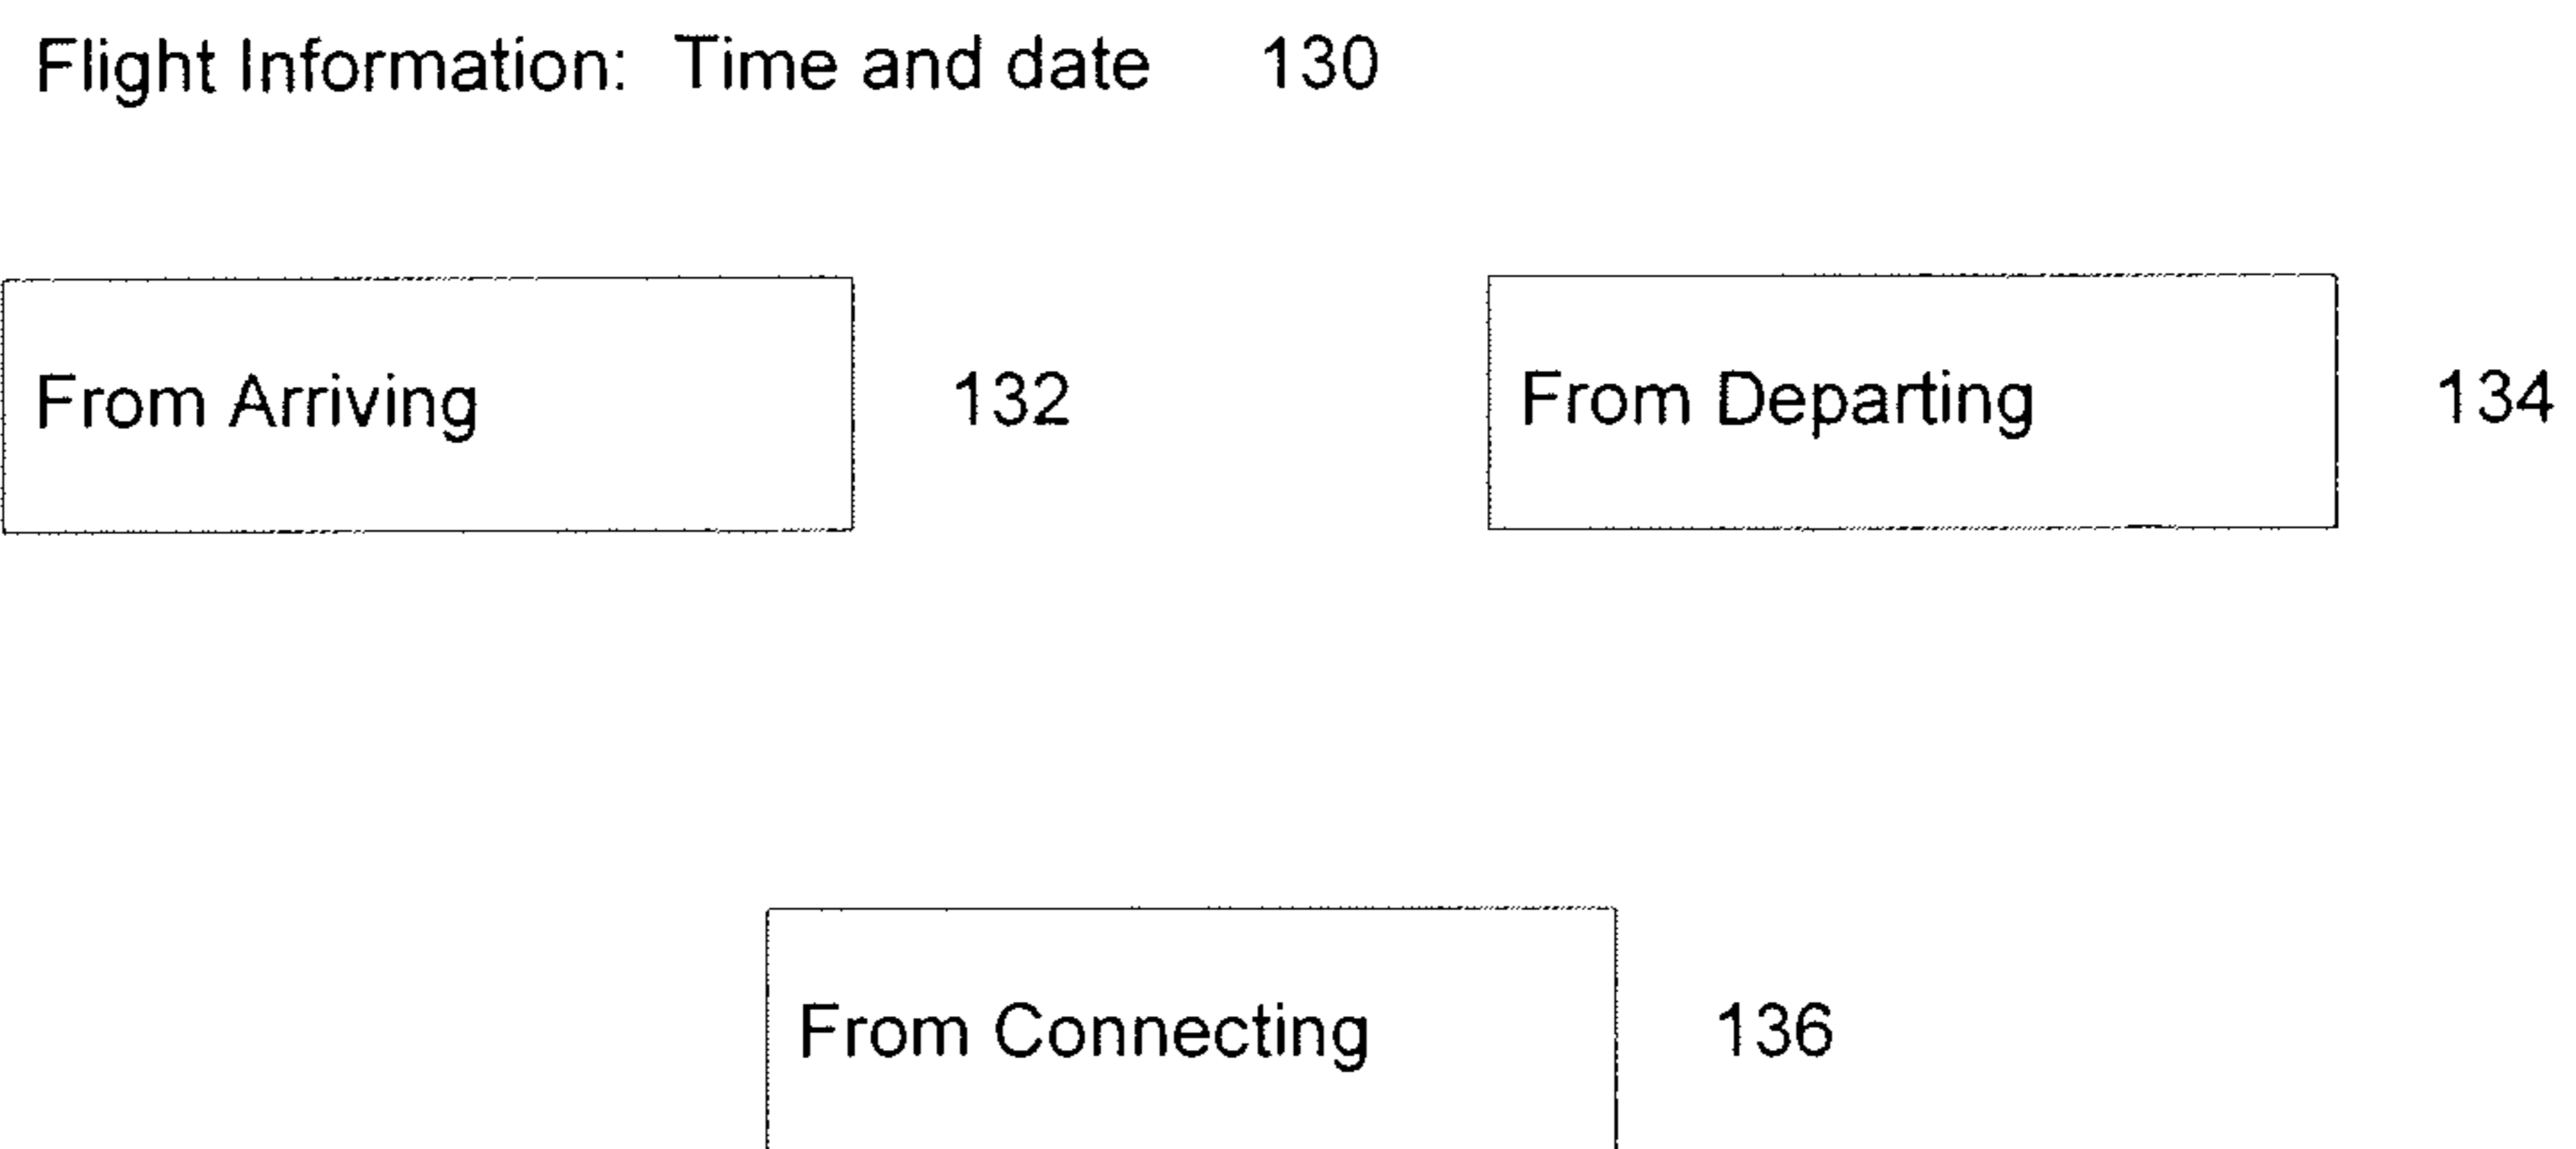 Flight Information: Time and date 130
From Arriving 132 From Departing 134
From Connecting 136